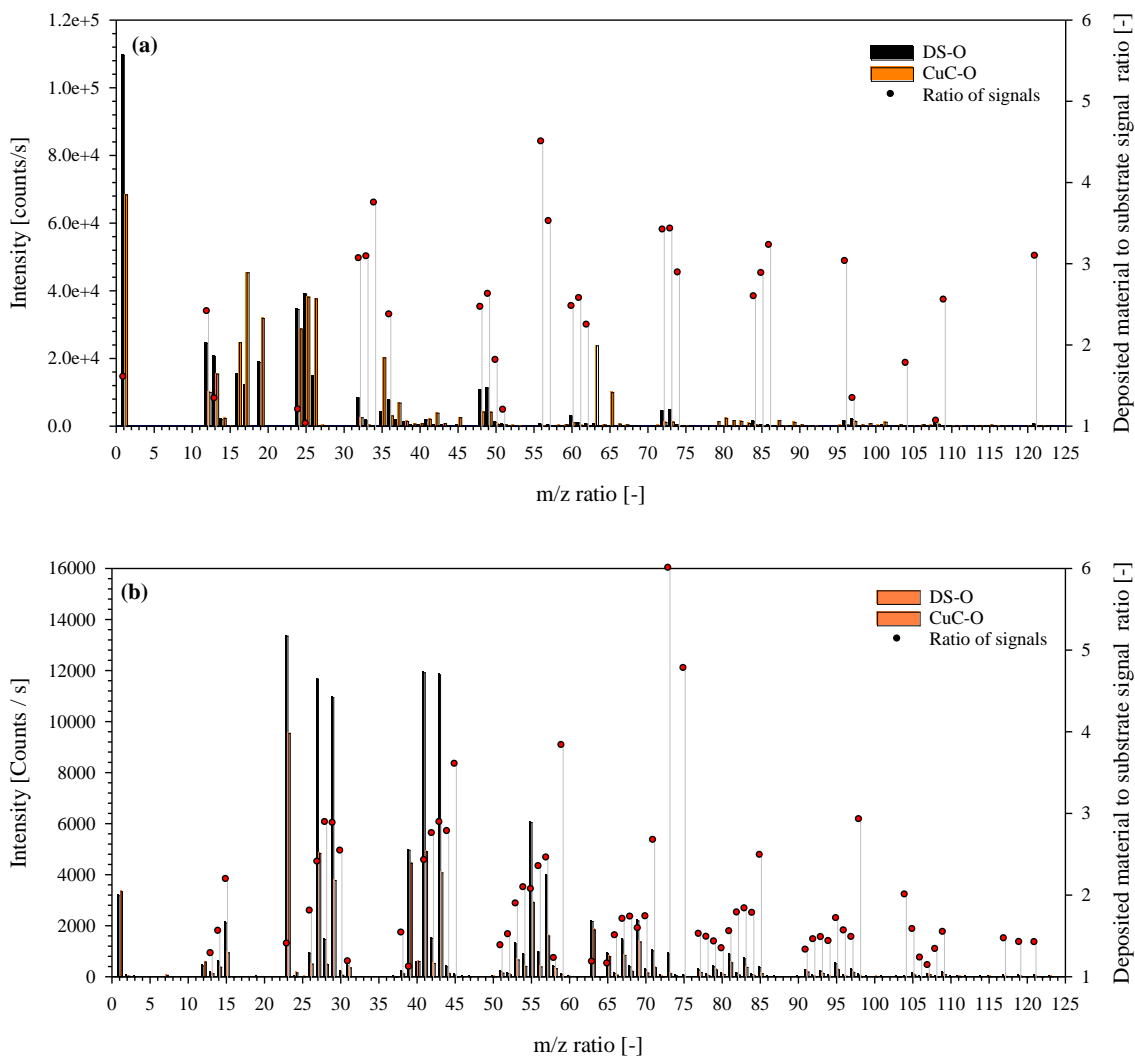 (a)
DS-O
CuC-O
Ratio of signals
Intensity [counts/s]
1.2e+5
1.0e+5
8.0e+4
6.0e+4
4.0e+4
2.0e+4
0.0
Deposited material to substrate signal ratio [-]
6
5
4
3
2
1
0 5 10 15 20 25 30 35 40 45 50 55 60 65 70 75 80 85 90 95 100 105 110 115 120 125
m/z ratio [-]
(b)
DS-O
CuC-O
Ratio of signals
Intensity [Counts / s]
16000
14000
12000
10000
8000
6000
4000
2000
0
Deposited material to substrate signal ratio [-]
6
5
4
3
2
1
0 5 10 15 20 25 30 35 40 45 50 55 60 65 70 75 80 85 90 95 100 105 110 115 120 125
m/z ratio [-]